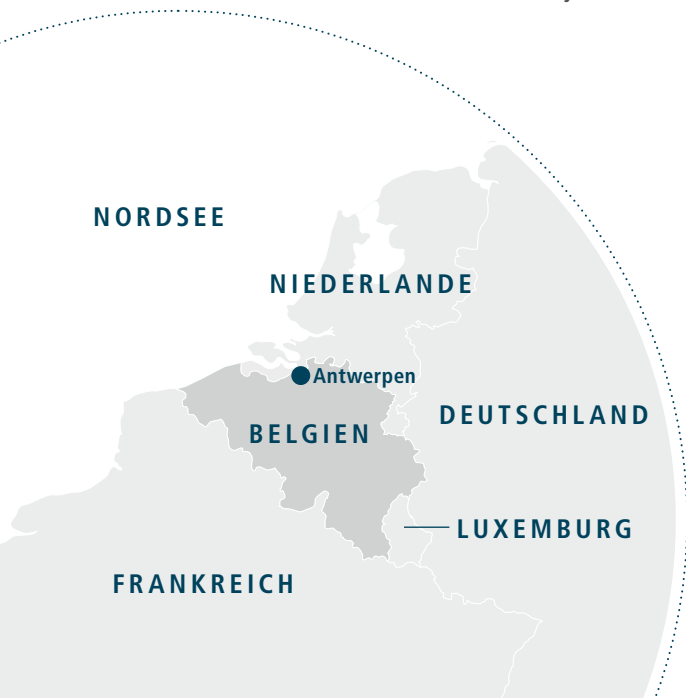 NORDSEE
NIEDERLANDE
Antwerpen
DEUTSCHLAND
BELGIEN
LUXEMBURG
FRANKREICH